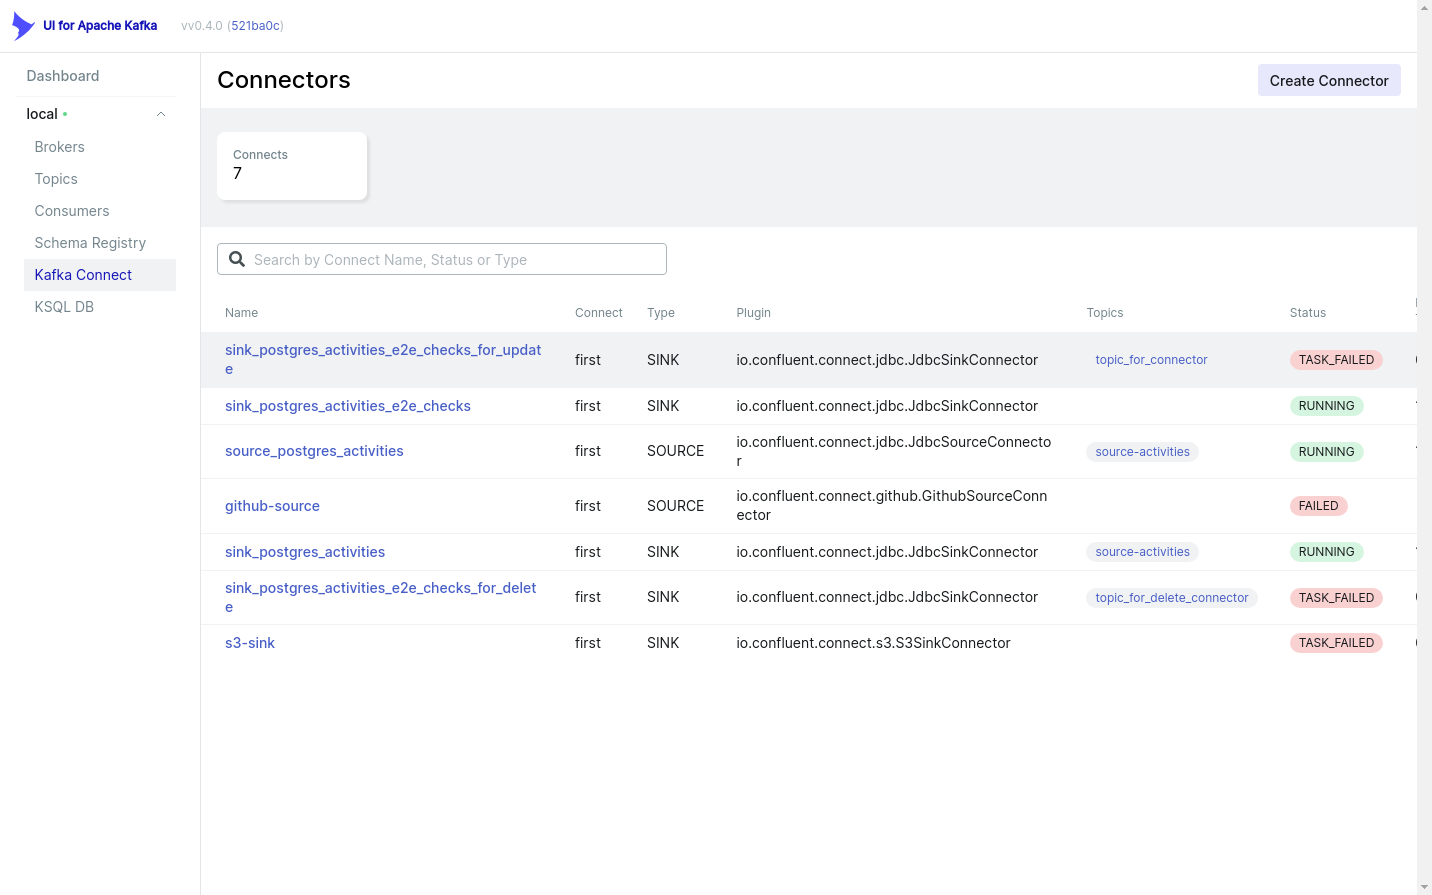 UI for Apache Kafka
vv0.4.0 (521ba0c)
Dashboard
local
Brokers
Topics
Consumers
Schema Registry
Kafka Connect
KSQL DB
Connectors
Create Connector
Connects
7
Search by Connect Name, Status or Type
Name Connect Type Plugin Topics Status
sink_postgres_activities_e2e_checks_for_updat
e
first SINK io.confluent.connect.jdbc.JdbcSinkConnector topic_for_connector TASK_FAILED
sink_postgres_activities_e2e_checks first SINK io.confluent.connect.jdbc.JdbcSinkConnector RUNNING
source_postgres_activities first SOURCE io.confluent.connect.jdbc.JdbcSourceConnecto
r
source-activities RUNNING
github-source first SOURCE io.confluent.connect.github.GithubSourceConn
ector
FAILED
sink_postgres_activities first SINK io.confluent.connect.jdbc.JdbcSinkConnector source-activities RUNNING
sink_postgres_activities_e2e_checks_for_delet
e
first SINK io.confluent.connect.jdbc.JdbcSinkConnector topic_for_delete_connector TASK_FAILED
s3-sink first SINK io.confluent.connect.s3.S3SinkConnector TASK_FAILED